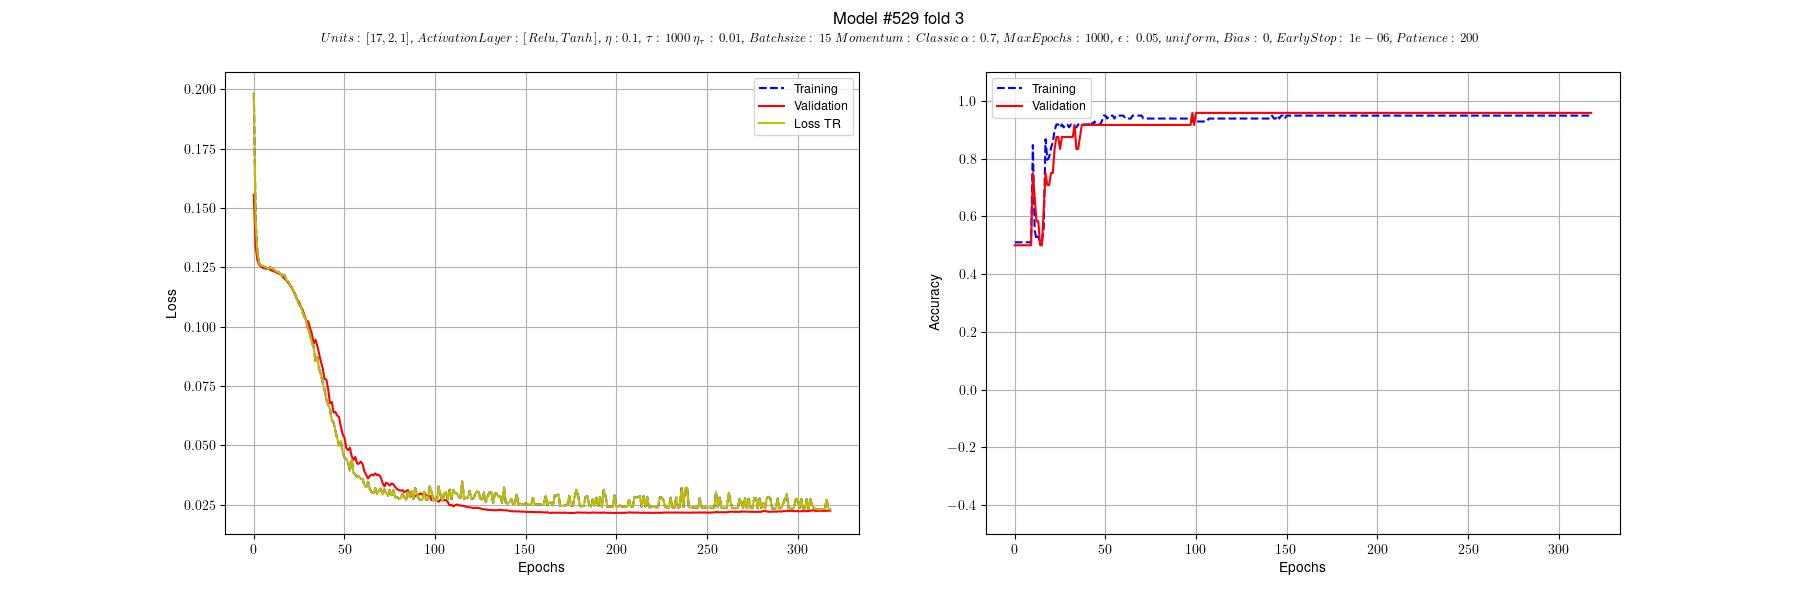 Model #529 fold 3
Units : [17, 2, 1], ActivationLayer : [Relu, Tanh], η : 0.1, τ : 1000 η_τ : 0.01, Batchsize : 15 Momentum : Classic α : 0.7, MaxEpochs : 1000, ϵ : 0.05, uniform, Bias : 0, EarlyStop : 1e − 06, Patience : 200
0.200
0.175
0.150
0.125
0.100
0.075
0.050
0.025
Loss
Training
Validation
Loss TR
0 50 100 150 200 250 300
Epochs
1.0
0.8
0.6
0.4
0.2
0.0
−0.2
−0.4
Accuracy
Training
Validation
0 50 100 150 200 250 300
Epochs